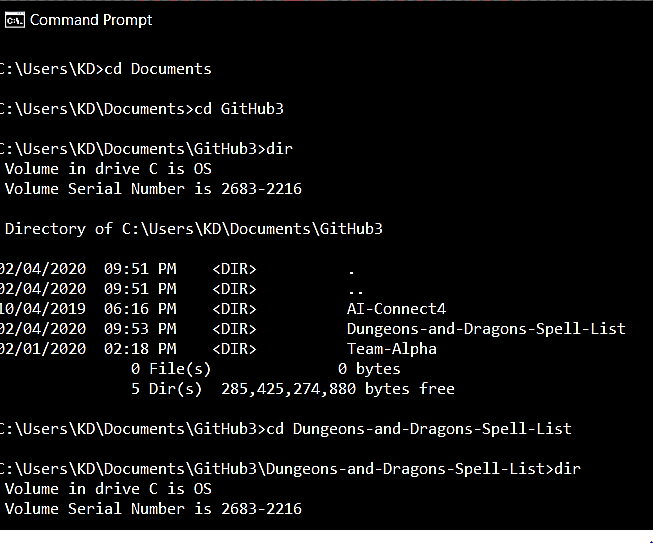 Command Prompt
C:\Users\KD>cd Documents
C:\Users\KD\Documents>cd GitHub3
C:\Users\KD\Documents\GitHub3>dir
Volume in drive C is OS
Volume Serial Number is 2683-2216
Directory of C:\Users\KD\Documents\GitHub3
02/04/2020 09:51 PM <DIR> .
02/04/2020 09:51 PM <DIR> ..
10/04/2019 06:16 PM <DIR> AI-Connect4
02/04/2020 09:53 PM <DIR> Dungeons-and-Dragons-Spell-List
02/01/2020 02:18 PM <DIR> Team-Alpha
0 File(s) 0 bytes
5 Dir(s) 285,425,274,880 bytes free
C:\Users\KD\Documents\GitHub3>cd Dungeons-and-Dragons-Spell-List
C:\Users\KD\Documents\GitHub3\Dungeons-and-Dragons-Spell-List>dir
Volume in drive C is OS
Volume Serial Number is 2683-2216